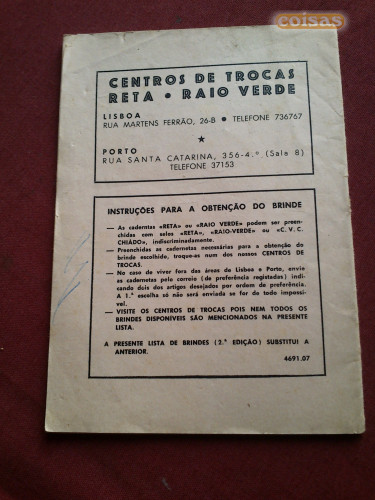 coisas
CENTROS DE TROCAS
RETA • RAIO VERDE
LISBOA
RUA MARTENS FERRÃO, 26-B • TELEFONE 736767
★
PORTO
RUA SANTA CATARINA, 356-4.º (Sala 8)
TELEFONE 37153
INSTRUÇÕES PARA A OBTENÇÃO DO BRINDE
— As cadernetas «RETA» ou «RAIO VERDE» podem ser preen-
chidas com selos «RETA», «RAIO-VERDE» ou «C. V. C.
CHIADO», indiscriminadamente.
— Preenchidas as cadernetas necessárias para a obtenção do
brinde escolhido, troque-as num dos nossos CENTROS DE
TROCAS.
— No caso de viver fora das áreas de Lisboa e Porto, envie
as cadernetas pelo correio (de preferência registadas) indi-
cando dois dos artigos desejados por ordem de preferência.
A 1.ª escolha só não será enviada se for de todo impossí-
vel.
— VISITE OS CENTROS DE TROCAS POIS NEM TODOS OS
BRINDES DISPONÍVEIS SÃO MENCIONADOS NA PRESENTE
LISTA.
A PRESENTE LISTA DE BRINDES (2.ª EDIÇÃO) SUBSTITUI A
ANTERIOR.
4691.07